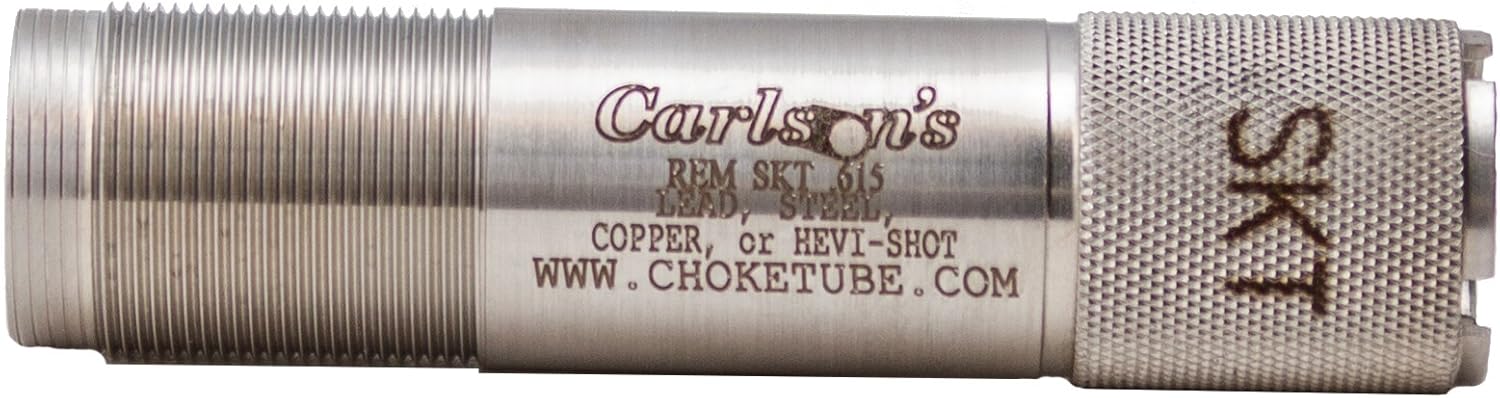 Carlson's
REM SKT .615
LEAD, STEEL,
COPPER, or HEVI-SHOT
WWW.CHOKETUBE.COM
SKT